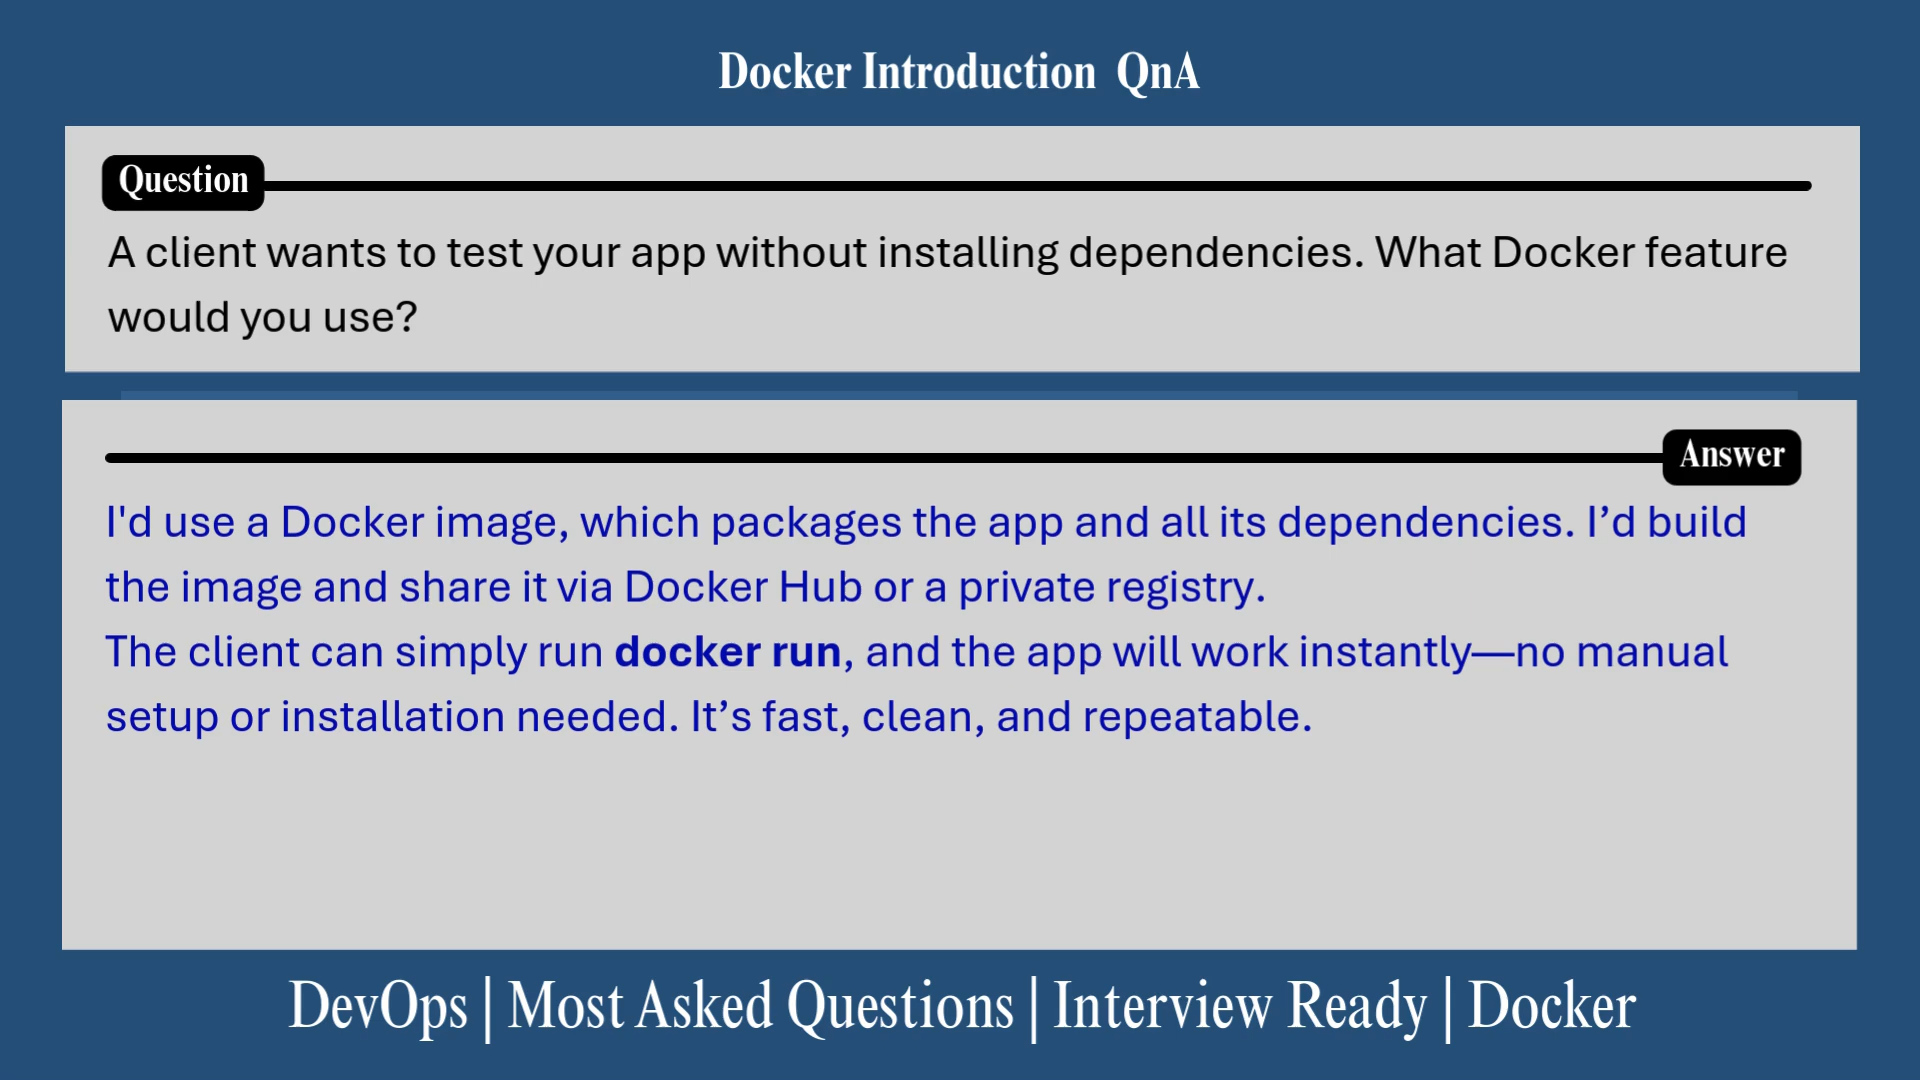 Docker Introduction  QnA
Question
A client wants to test your app without installing dependencies. What Docker feature
would you use?
Answer
I'd use a Docker image, which packages the app and all its dependencies. I’d build
the image and share it via Docker Hub or a private registry.
The client can simply run docker run, and the app will work instantly—no manual
setup or installation needed. It’s fast, clean, and repeatable.
DevOps | Most Asked Questions | Interview Ready | Docker